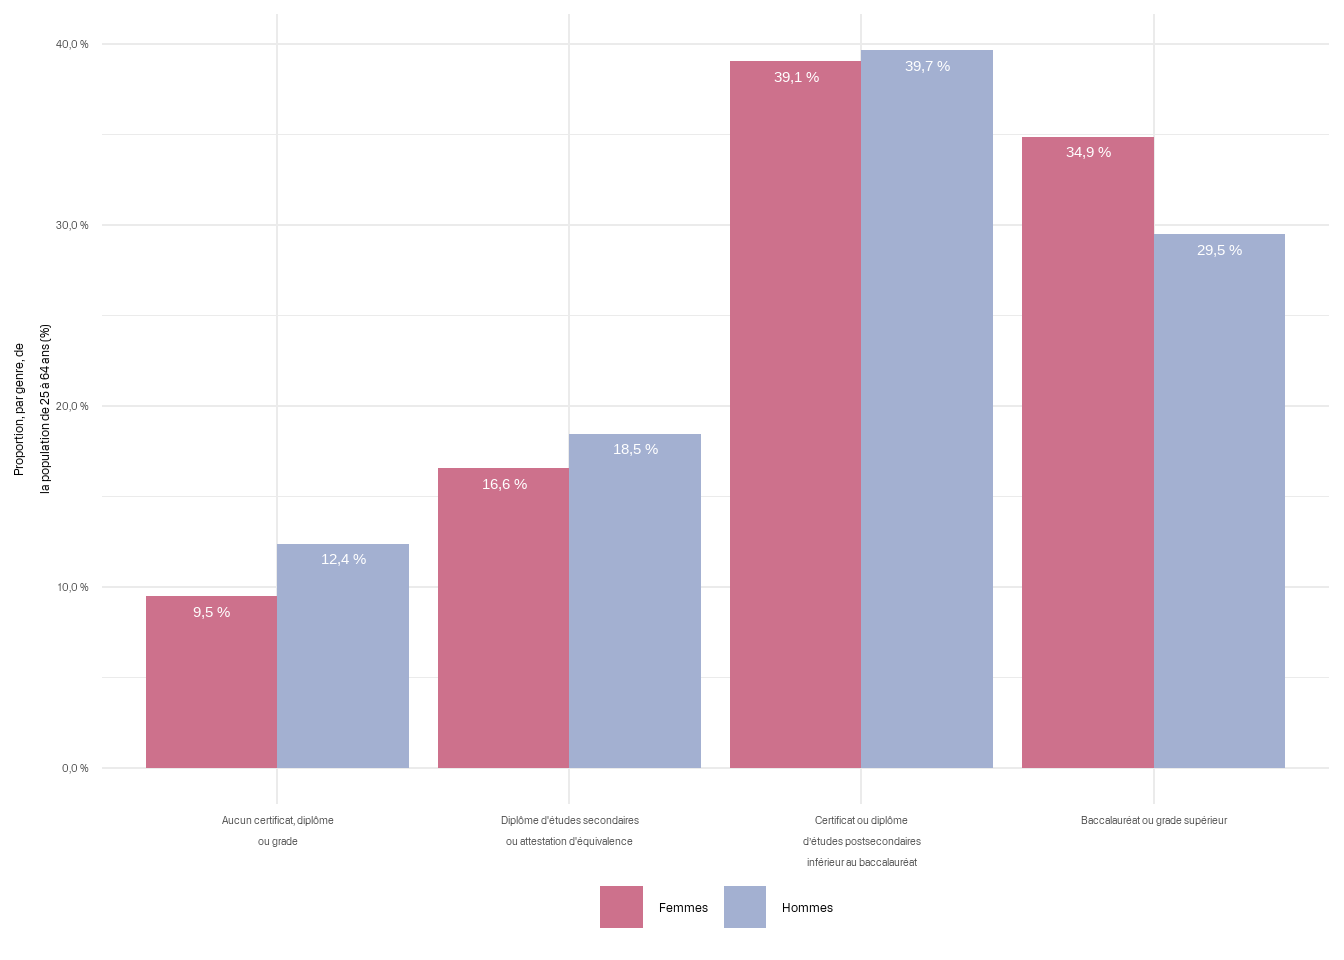 40,0 %
30,0 %
20,0 %
10,0 %
0,0 %
Proportion, par genre, de
la population de 25 à 64 ans (%)
9,5 %
12,4 %
16,6 %
18,5 %
39,1 %
39,7 %
34,9 %
29,5 %
Aucun certificat, diplôme
ou grade
Diplôme d'études secondaires
ou attestation d'équivalence
Certificat ou diplôme
d'études postsecondaires
inférieur au baccalauréat
Baccalauréat ou grade supérieur
Femmes
Hommes